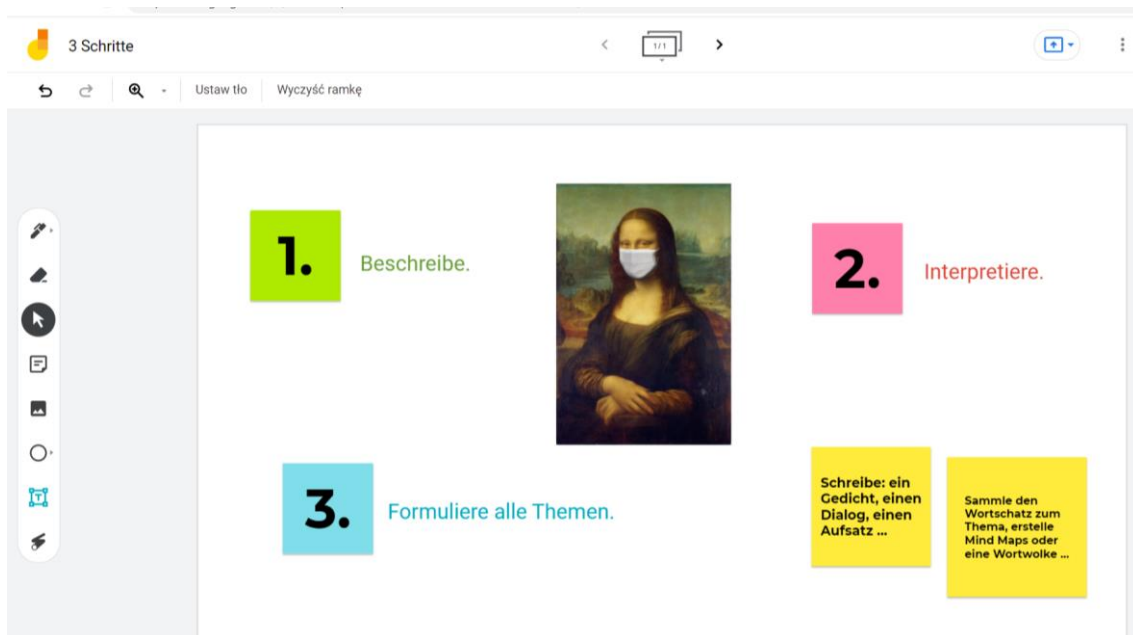 3 Schritte
1/1
Ustaw tło
Wyczyść ramkę
1.
Beschreibe.
2.
Interpretiere.
3.
Formuliere alle Themen.
Schreibe: ein
Gedicht, einen
Dialog, einen
Aufsatz ...
Sammle den
Wortschatz zum
Thema, erstelle
Mind Maps oder
eine Wortwolke ...